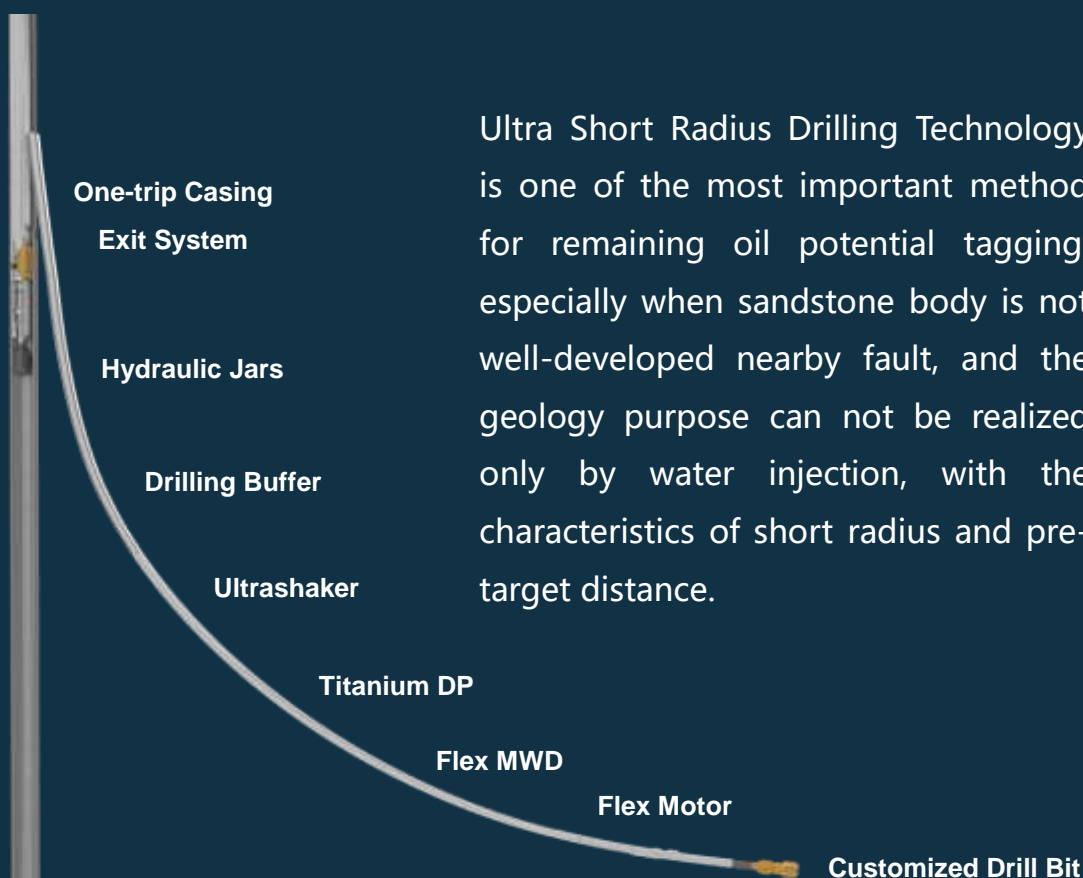 Ultra Short Radius Drilling Technology
is one of the most important method
for remaining oil potential tagging
especially when sandstone body is not
well-developed nearby fault, and the
geology purpose can not be realized
only by water injection, with the
characteristics of short radius and pre-
target distance.
One-trip Casing
Exit System
Hydraulic Jars
Drilling Buffer
Ultrashaker
Titanium DP
Flex MWD
Flex Motor
Customized Drill Bit